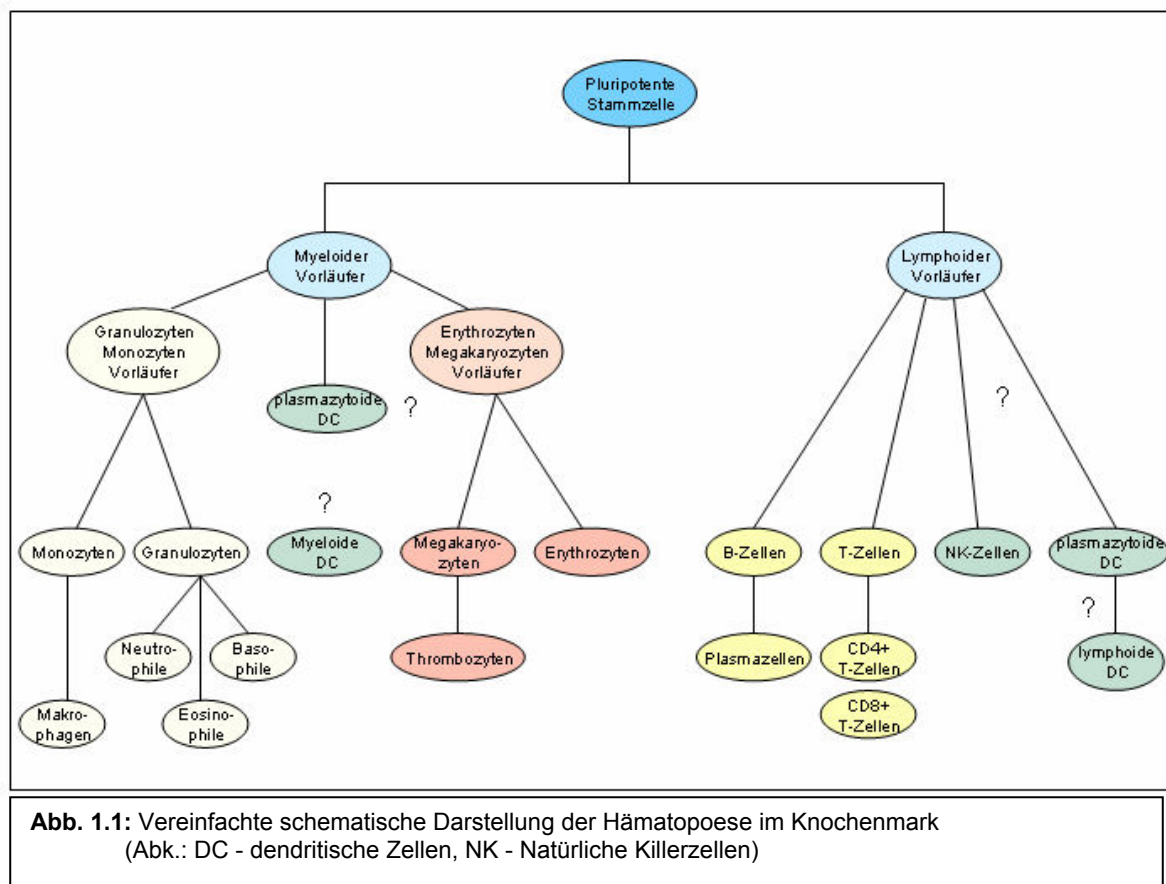 Pluripotente
Stammzelle
Myeloider
Vorläufer
Lymphoider
Vorläufer
Granulozyten
Monozyten
Vorläufer
Erythrozyten
Megakaryozyten
Vorläufer
plasmazytoide
DC
?
?
?
Monozyten
Granulozyten
Myeloide
DC
Megakaryo-
zyten
Erythrozyten
B-Zellen
T-Zellen
NK-Zellen
plasmazytoide
DC
?
Neutro-
phile
Baso-
phile
Thrombozyten
Plasmazellen
CD4+
T-Zellen
lymphoide
DC
Makro-
phagen
Eosino-
phile
CD8+
T-Zellen
Abb. 1.1: Vereinfachte schematische Darstellung der Hämatopoese im Knochenmark
(Abk.: DC - dendritische Zellen, NK - Natürliche Killerzellen)